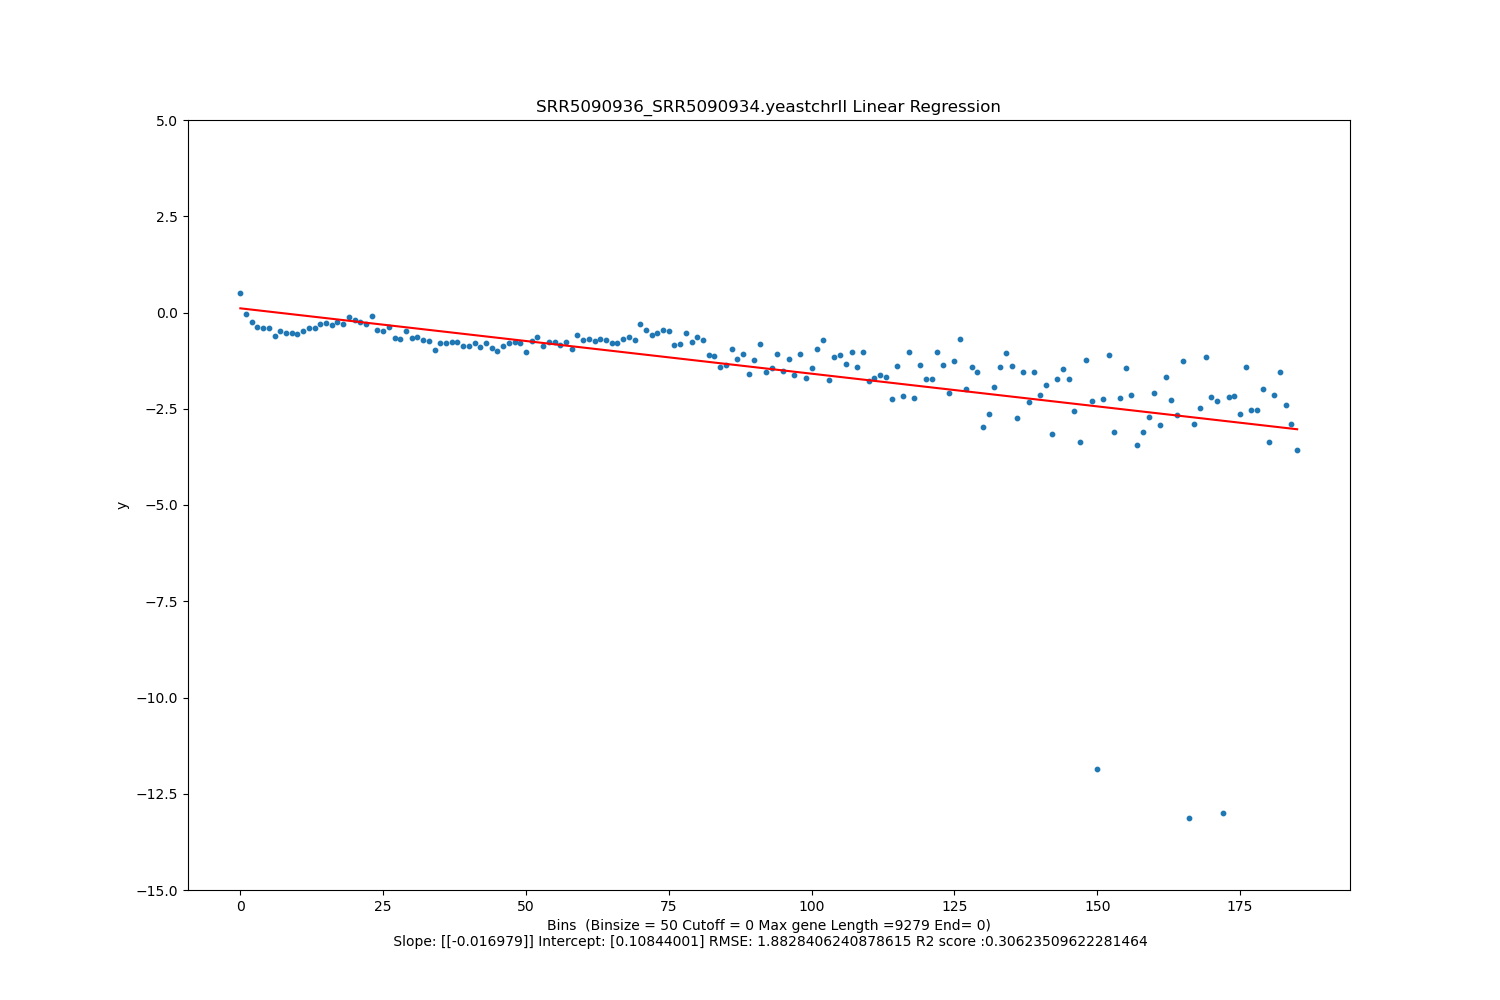 SRR5090936_SRR5090934.yeastchrII Linear Regression
5.0
2.5
0.0
−2.5
−5.0
−7.5
−10.0
−12.5
−15.0
y
0 25 50 75 100 125 150 175
Bins (Binsize = 50 Cutoff = 0 Max gene Length =9279 End= 0)
Slope: [[-0.016979]] Intercept: [0.10844001] RMSE: 1.8828406240878615 R2 score :0.30623509622281464